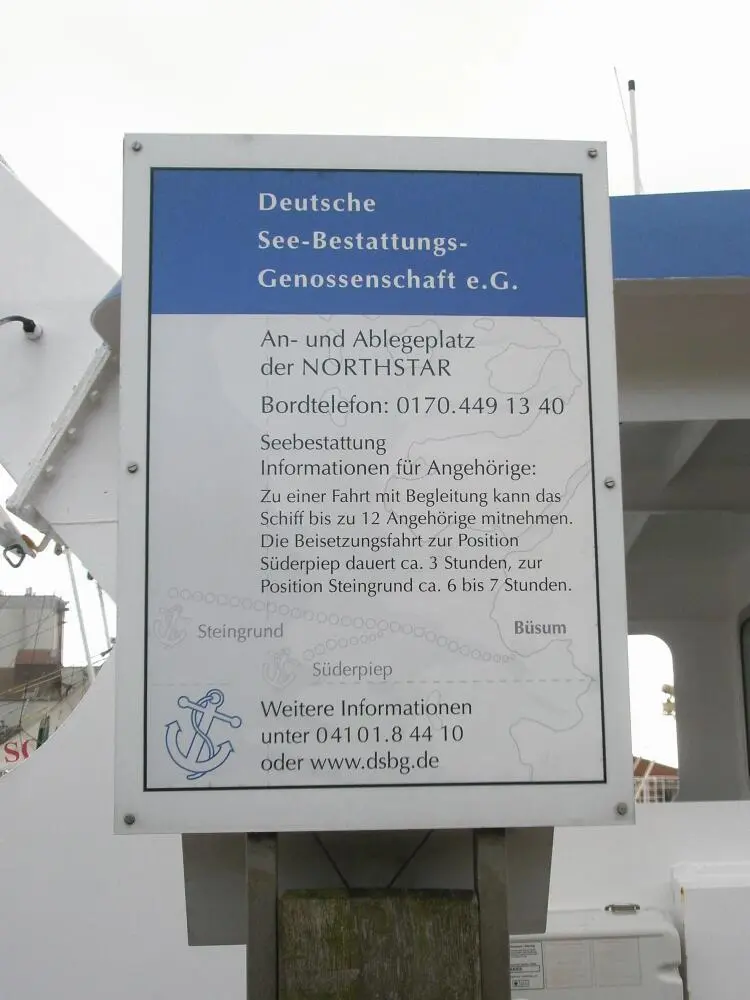 Deutsche
See-Bestattungs-
Genossenschaft e.G.
An- und Ablegeplatz
der NORTHSTAR
Bordtelefon: 0170.449 13 40
Seebestattung
Informationen für Angehörige:
Zu einer Fahrt mit Begleitung kann das
Schiff bis zu 12 Angehörige mitnehmen.
Die Beisetzungsfahrt zur Position
Süderpiep dauert ca. 3 Stunden, zur
Position Steingrund ca. 6 bis 7 Stunden.
Steingrund
Büsum
Süderpiep
Weitere Informationen
unter 04101.8 44 10
oder www.dsbg.de